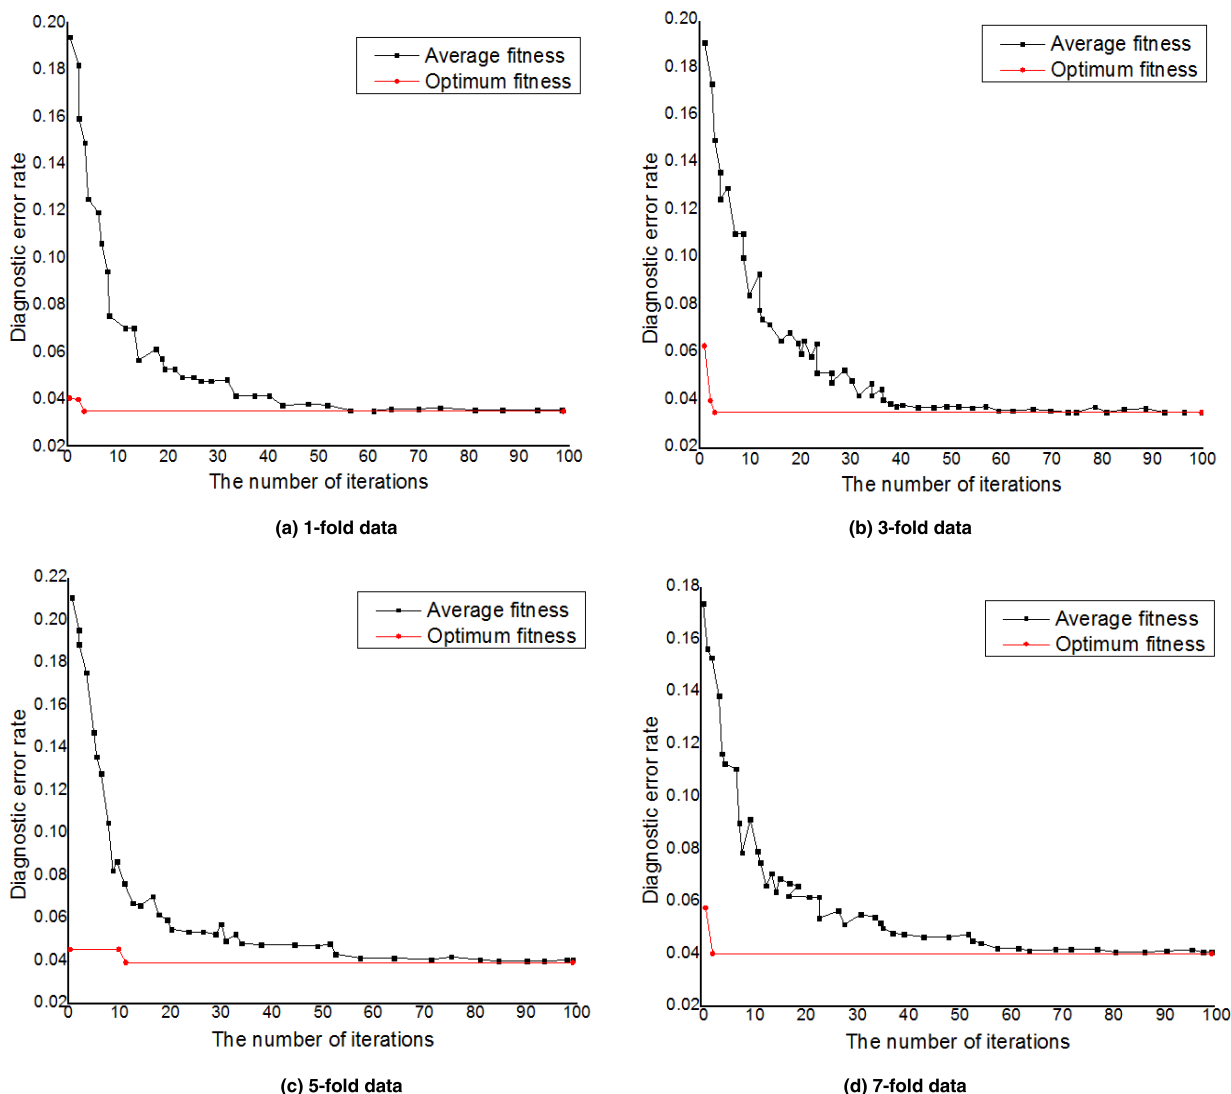 0.20
0.18
0.16
0.14
0.12
0.10
0.08
0.06
0.04
0.02
Diagnostic error rate
Average fitness
Optimum fitness
0 10 20 30 40 50 60 70 80 90 100
The number of iterations
(a) 1-fold data
0.20
0.18
0.16
0.14
0.12
0.10
0.08
0.06
0.04
0.02
Diagnostic error rate
Average fitness
Optimum fitness
0 10 20 30 40 50 60 70 80 90 100
The number of iterations
(b) 3-fold data
0.22
0.20
0.18
0.16
0.14
0.12
0.10
0.08
0.06
0.04
0.02
Diagnostic error rate
Average fitness
Optimum fitness
0 10 20 30 40 50 60 70 80 90 100
The number of iterations
(c) 5-fold data
0.18
0.16
0.14
0.12
0.10
0.08
0.06
0.04
0.02
Diagnostic error rate
Average fitness
Optimum fitness
0 10 20 30 40 50 60 70 80 90 100
The number of iterations
(d) 7-fold data